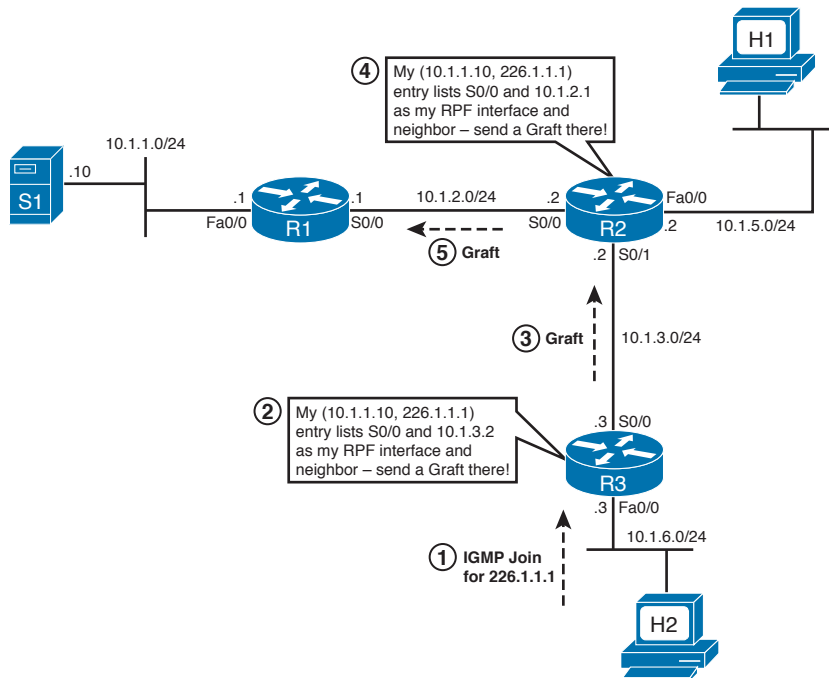 H1
4
My (10.1.1.10, 226.1.1.1)
entry lists S0/0 and 10.1.2.1
as my RPF interface and
neighbor – send a Graft there!
10.1.1.0/24
.10
S1
.1
Fa0/0
R1
.1
S0/0
10.1.2.0/24
.2
S0/0
R2
Fa0/0
.2
10.1.5.0/24
5 Graft
.2 S0/1
3 Graft
10.1.3.0/24
2
My (10.1.1.10, 226.1.1.1)
entry lists S0/0 and 10.1.3.2
as my RPF interface and
neighbor – send a Graft there!
.3 S0/0
R3
.3 Fa0/0
10.1.6.0/24
1 IGMP Join
for 226.1.1.1
H2